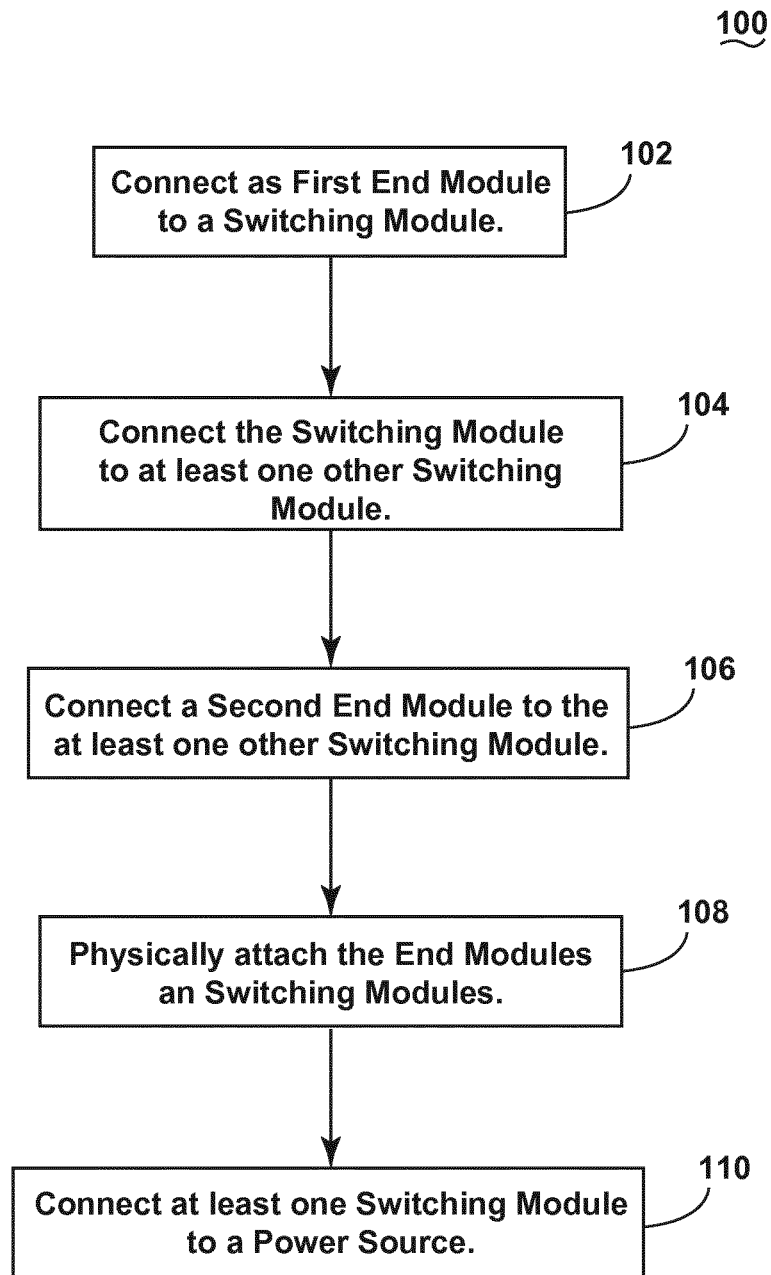 100
102
Connect as First End Module
to a Switching Module.
104
Connect the Switching Module
to at least one other Switching
Module.
106
Connect a Second End Module to the
at least one other Switching Module.
108
Physically attach the End Modules
an Switching Modules.
110
Connect at least one Switching Module
to a Power Source.